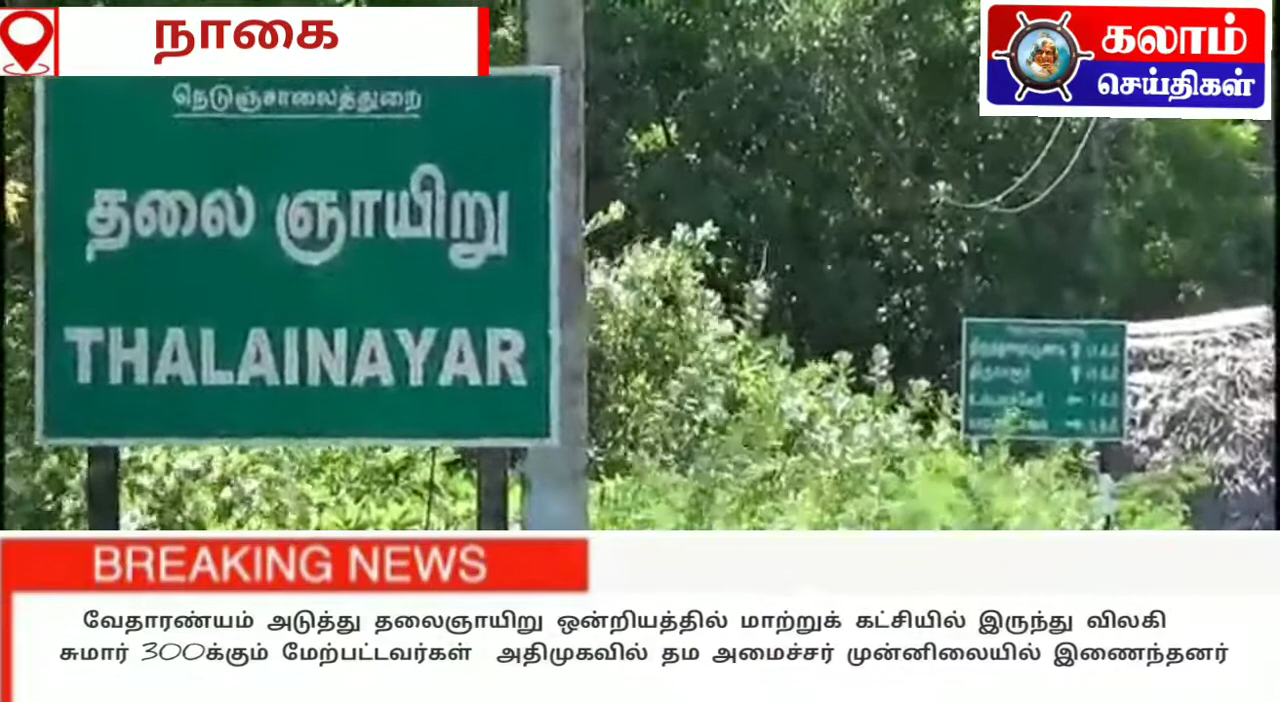 நாகை
கலாம்
செய்திகள்
நெடுஞ்சாலைத்துறை
தலை ஞாயிறு
THALAINAYAR
BREAKING NEWS
வேதாரண்யம் அடுத்து தலைஞாயிறு ஒன்றியத்தில் மாற்றுக் கட்சியில் இருந்து விலகி
சுமார் 300க்கும் மேற்பட்டவர்கள் அதிமுகவில் தம அமைச்சர் முன்னிலையில் இணைந்தனர்